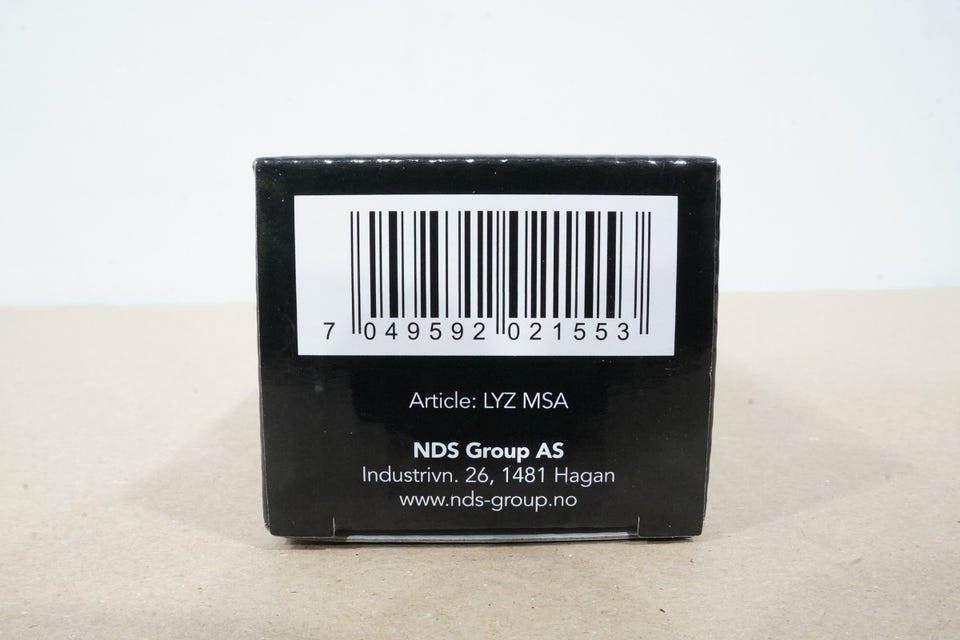 7 049592 021553
Article: LYZ MSA
NDS Group AS
Industrivn. 26, 1481 Hagan
www.nds-group.no